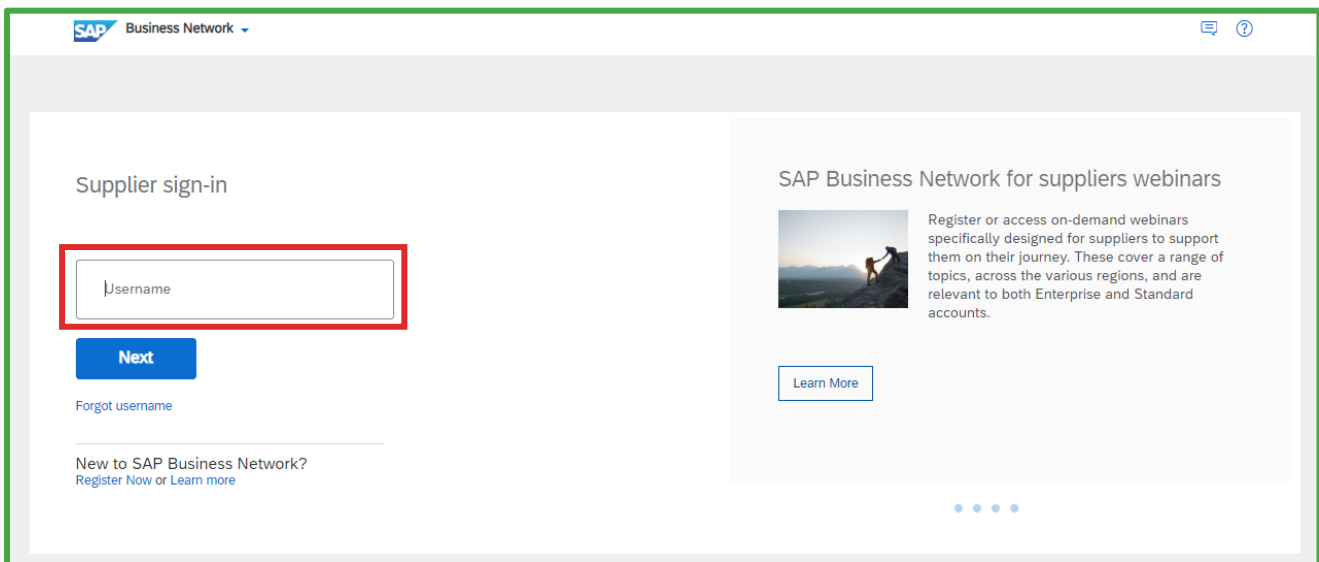 SAP Business Network
Supplier sign-in
Username
Next
Forgot username
New to SAP Business Network?
Register Now or Learn more
SAP Business Network for suppliers webinars
Register or access on-demand webinars
specifically designed for suppliers to support
them on their journey. These cover a range of
topics, across the various regions, and are
relevant to both Enterprise and Standard
accounts.
Learn More